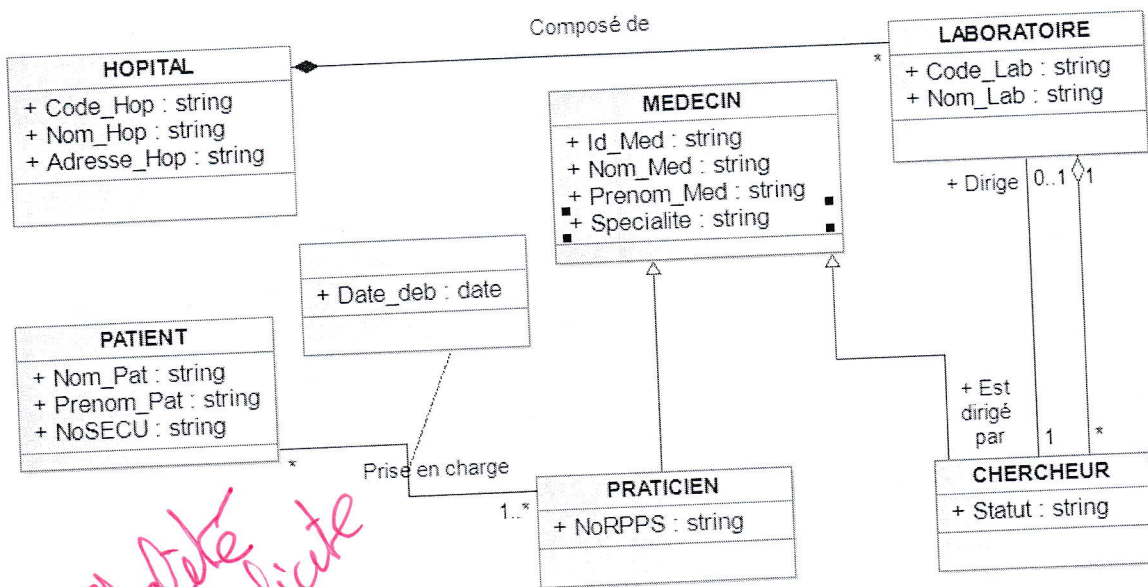 Composé de
HOPITAL
+ Code_Hop : string
+ Nom_Hop : string
+ Adresse_Hop : string
*
LABORATOIRE
+ Code_Lab : string
+ Nom_Lab : string
MEDECIN
+ Id_Med : string
+ Nom_Med : string
+ Prenom_Med : string
+ Specialite : string
+ Dirige
0..1
1
+ Date_deb : date
PATIENT
+ Nom_Pat : string
+ Prenom_Pat : string
+ NoSECU : string
*
Prise en charge
1..*
+ Est
dirigé
par
1
*
PRATICIEN
+ NoRPPS : string
CHERCHEUR
+ Statut : string